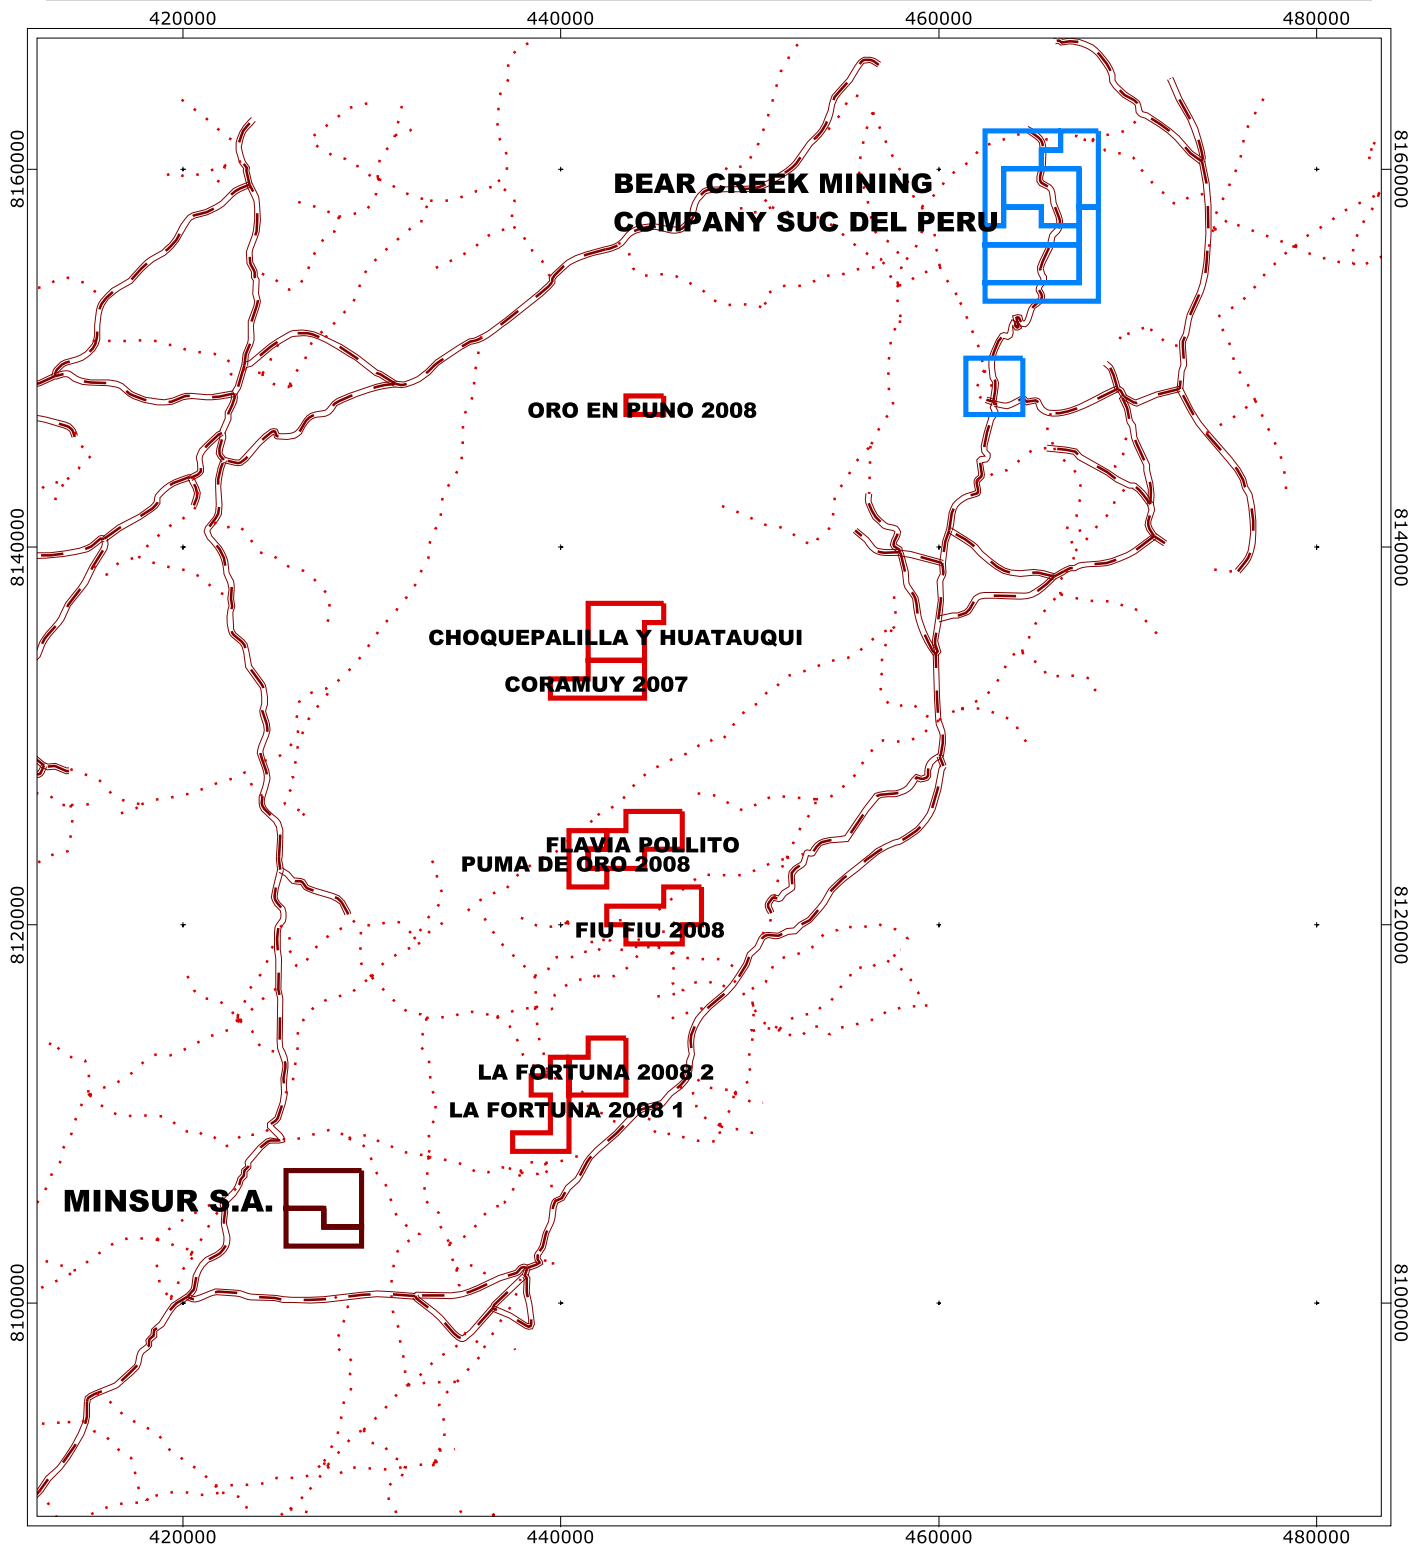 420000 440000 460000 480000
8160000 8160000
BEAR CREEK MINING
COMPANY SUC DEL PERU
ORO EN PUNO 2008
8140000 8140000
CHOQUEPALILLA Y HUATAUQUI
CORAMUY 2007
FLAVIA POLLITO
PUMA DE ORO 2008
8120000 8120000
FIU FIU 2008
LA FORTUNA 2008 2
LA FORTUNA 2008 1
MINSUR S.A.
8100000 8100000
420000 440000 460000 480000